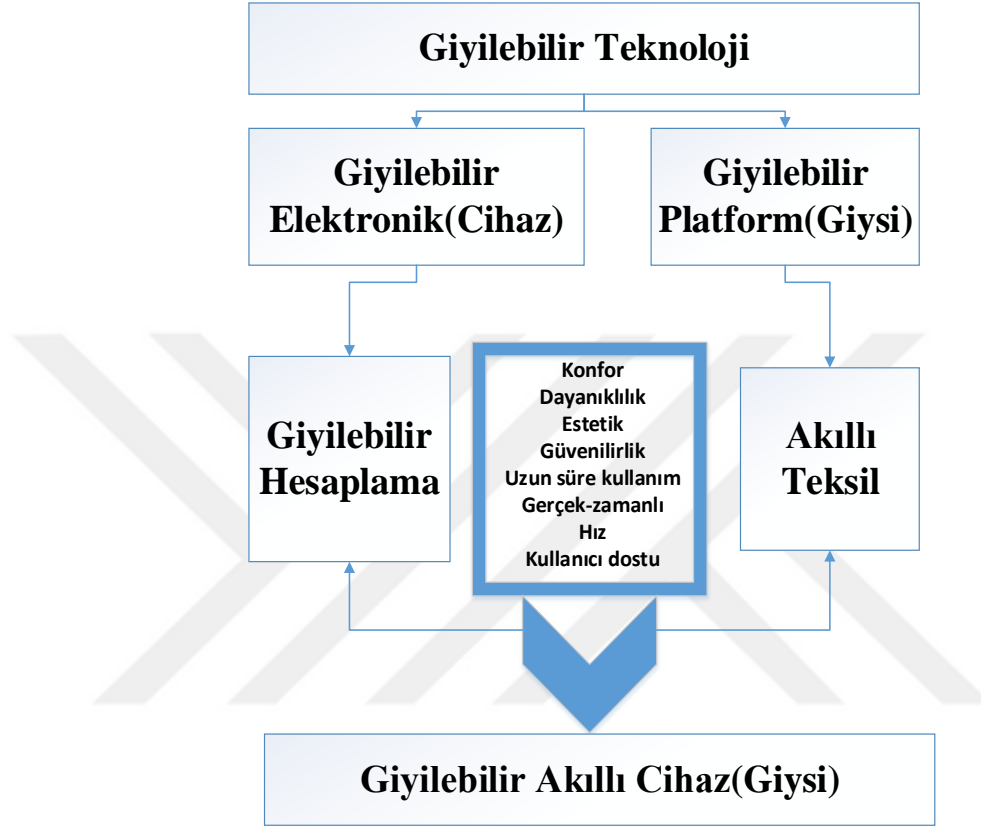 Giyilebilir Teknoloji
Giyilebilir
Elektronik(Cihaz)
Giyilebilir
Platform(Giysi)
Giyilebilir
Hesaplama
Konfor
Dayanıklılık
Estetik
Güvenilirlik
Uzun süre kullanım
Gerçek-zamanlı
Hız
Kullanıcı dostu
Akıllı
Teksil
Giyilebilir Akıllı Cihaz(Giysi)